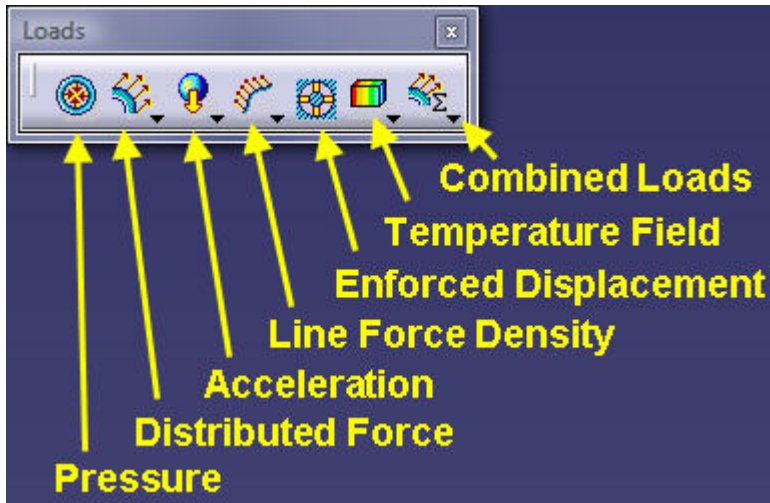 Loads
x
Σ
Combined Loads
Temperature Field
Enforced Displacement
Line Force Density
Acceleration
Distributed Force
Pressure